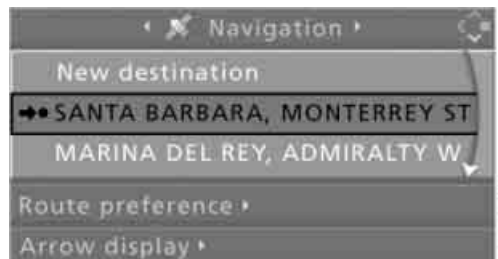 Navigation
New destination
SANTA BARBARA, MONTERREY ST
MARINA DEL REY, ADMIRALTY W
Route preference
Arrow display